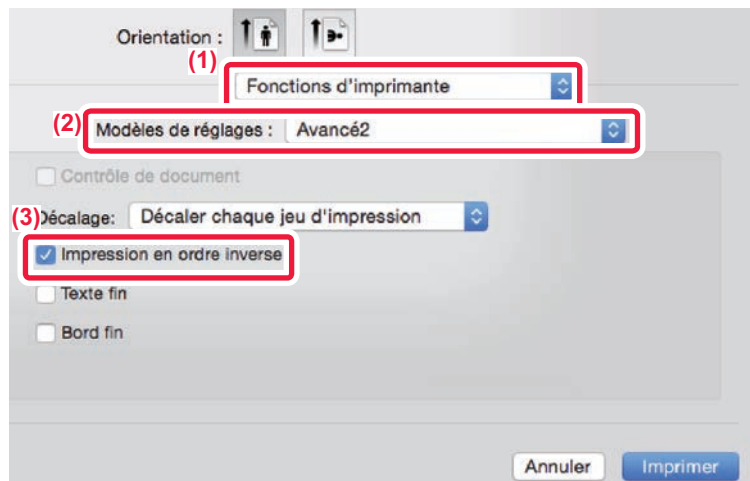 Orientation :
(1)
Fonctions d'imprimante
(2) Modèles de réglages : Avancé2
Contrôle de document
(3) Décalage: Décaler chaque jeu d'impression
Impression en ordre inverse
Texte fin
Bord fin
Annuler Imprimer